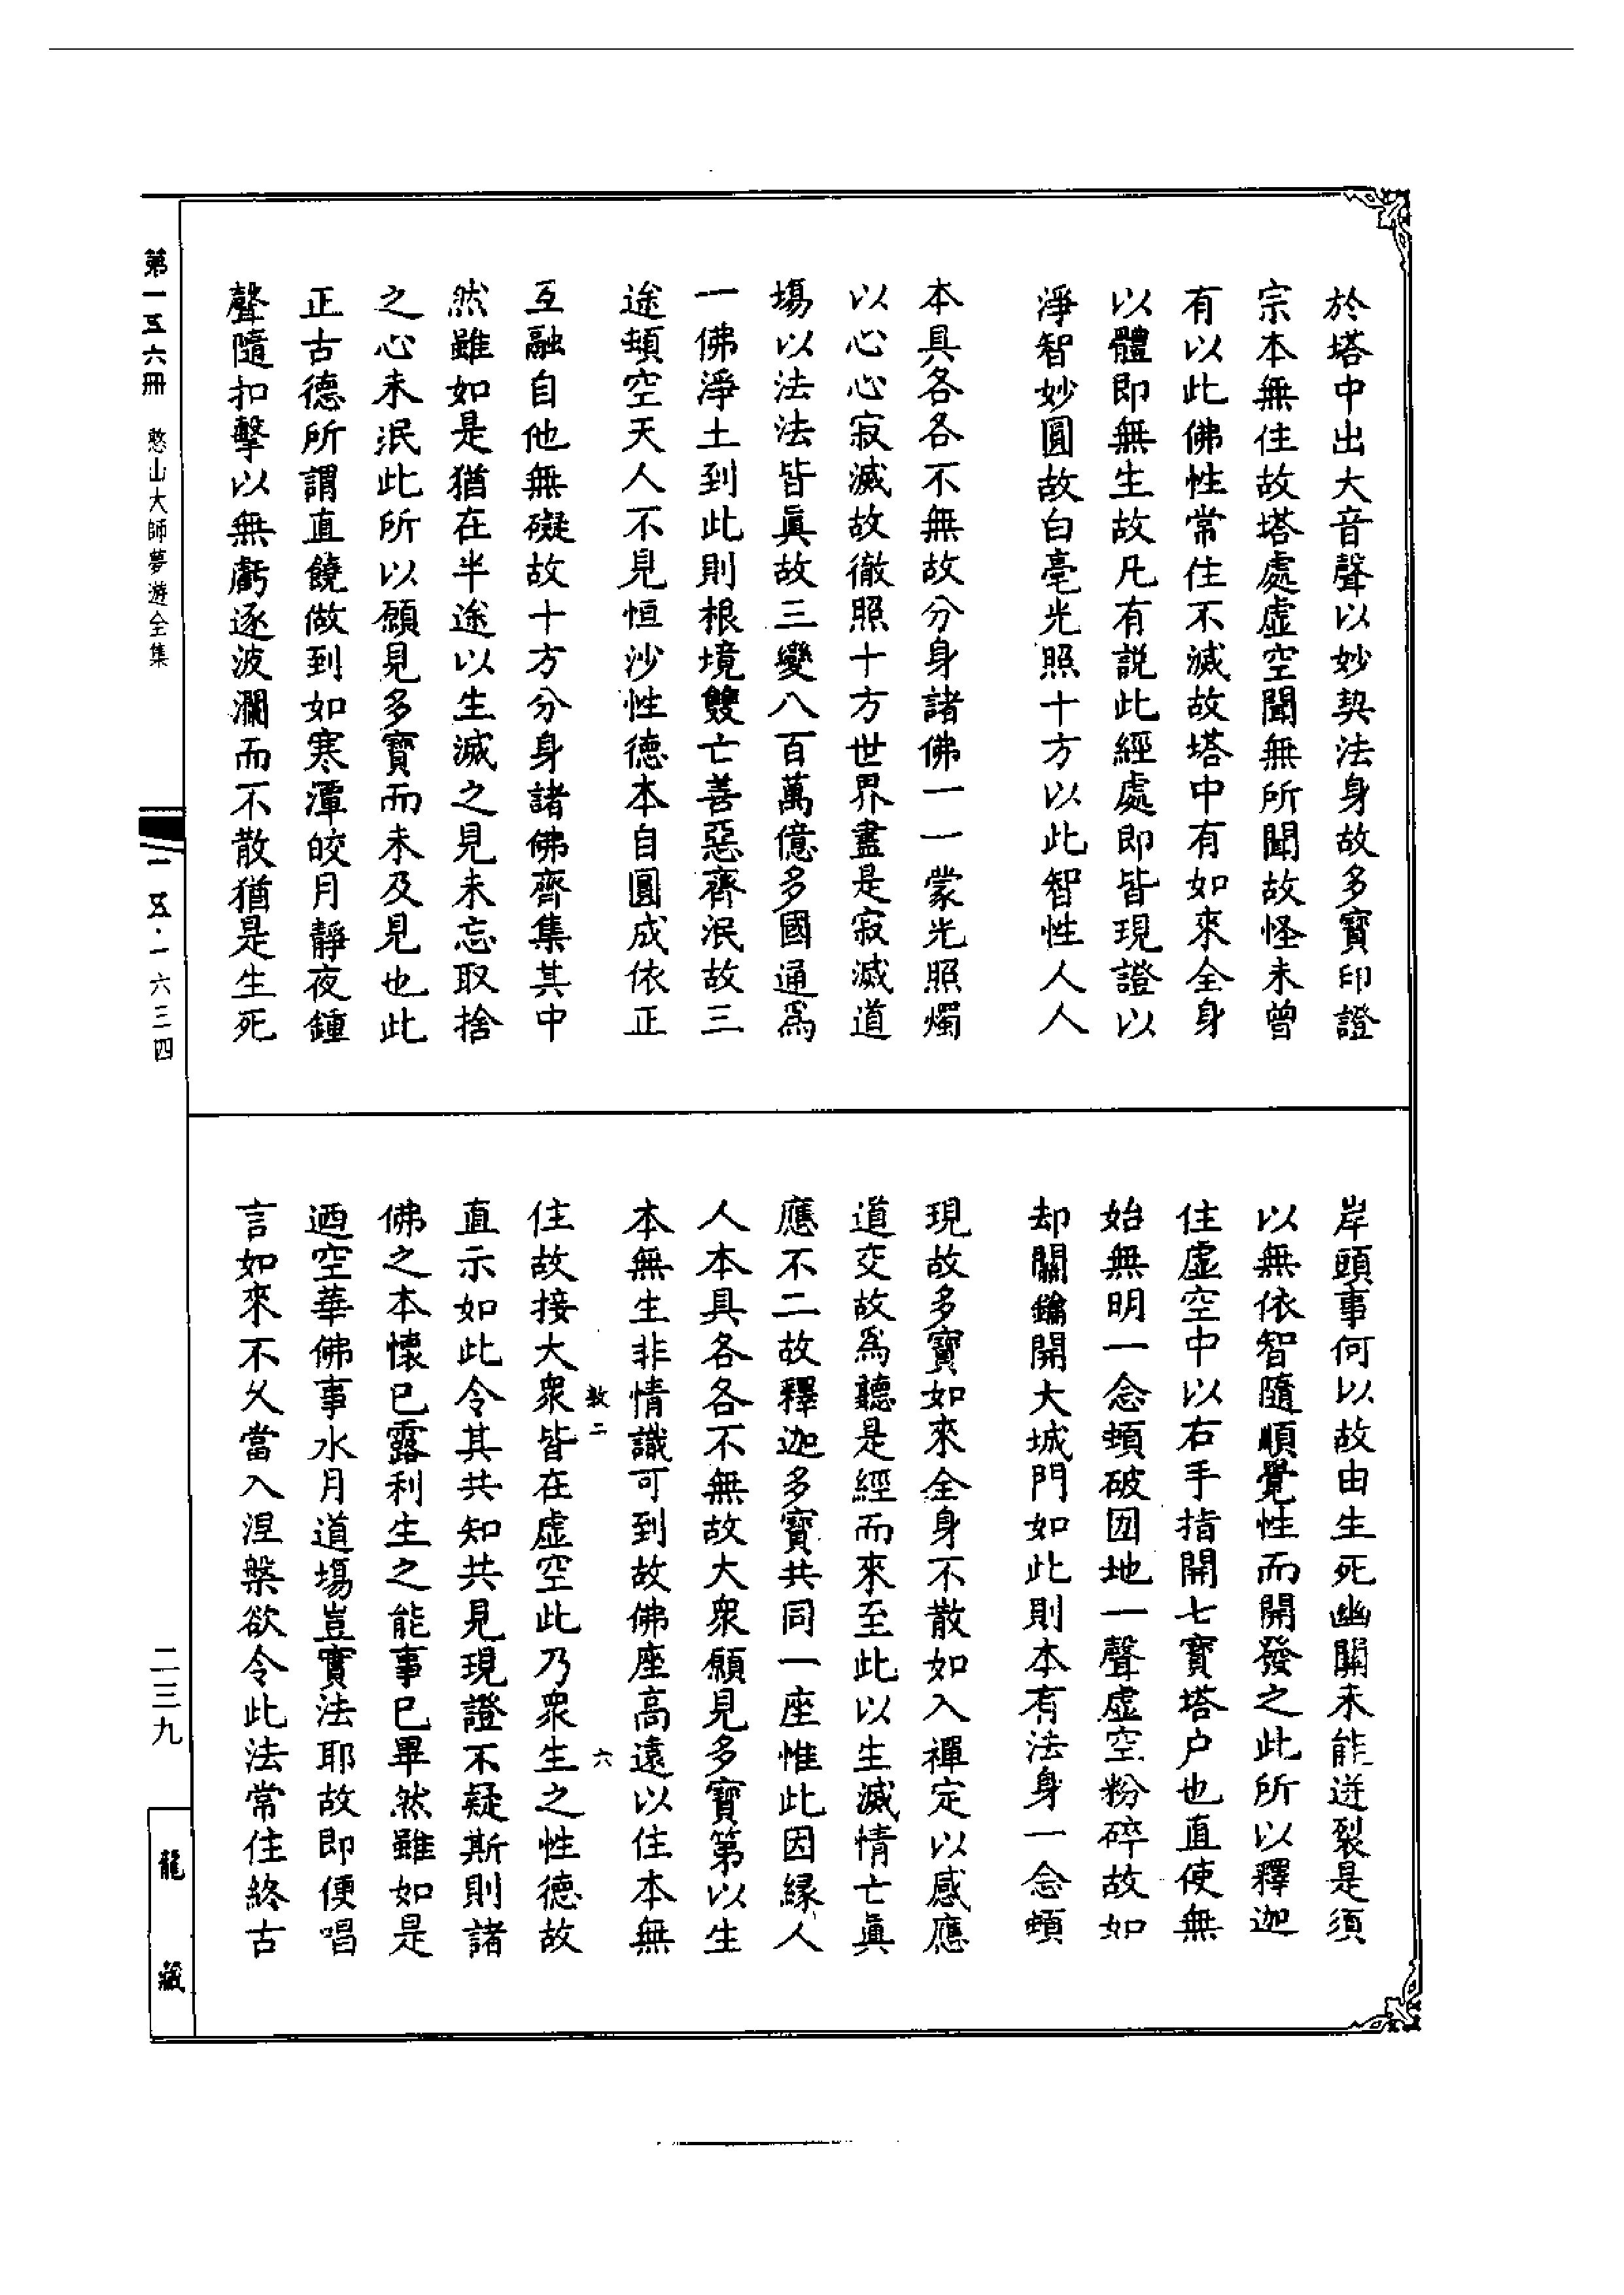 於塔中出大音聲以妙契法身故多寶印證
宗本無住故塔處虛空聞無所聞故怪未曾
有以此佛性常住不滅故塔中有如來全身
以體即無生故凡有説此經處即皆現證以
淨智妙圓故白毫光照十方以此智性人人
本具各各不無故分身諸佛一一蒙光照燭
以心心寂滅故徹照十方世界盡是寂滅道
場以法法皆眞故三變八百萬億多國通爲
一佛淨土到此則根境雙亡善惡齊泯故三
途頓空天人不見恒沙性德本自圓成依正
互融自他無礙故十方分身諸佛齊集其中
然雖如是猶在半途以生滅之見未忘取捨
之心未泯此所以願見多寶而未及見也此
正古德所謂直饒做到如寒潭皎月靜夜鍾
聲隨扣擊以無虧逐波瀾而不散猶是生死
岸頭事何以故由生死幽關未能迸裂是須
以無依智隨順覺性而開發之此所以釋迦
住虛空中以右手指開七寶塔户也直使無
始無明一念頓破囡地一聲虛空粉碎故如
却關鑰開大城門如此則本有法身一念頓
現故多寶如來全身不散如入禪定以感應
道交故爲聽是經而來至此以生滅情亡眞
應不二故釋迦多寶共同一座惟此因緣人
人本具各各不無故大衆願見多寶第以生
本無生非情識可到故佛座高遠以住本無
住故接大衆皆在虛空此乃衆生之性德故
直示如此令其共知共見現證不疑斯則諸
佛之本懷已露利生之能事已畢然雖如是
迺空華佛事水月道場豈實法耶故即便唱
言如來不久當入涅槃欲令此法常住終古
敎二
六
第一五六冊 憨山大師夢遊全集
一五·一六三四
二三九
龍藏